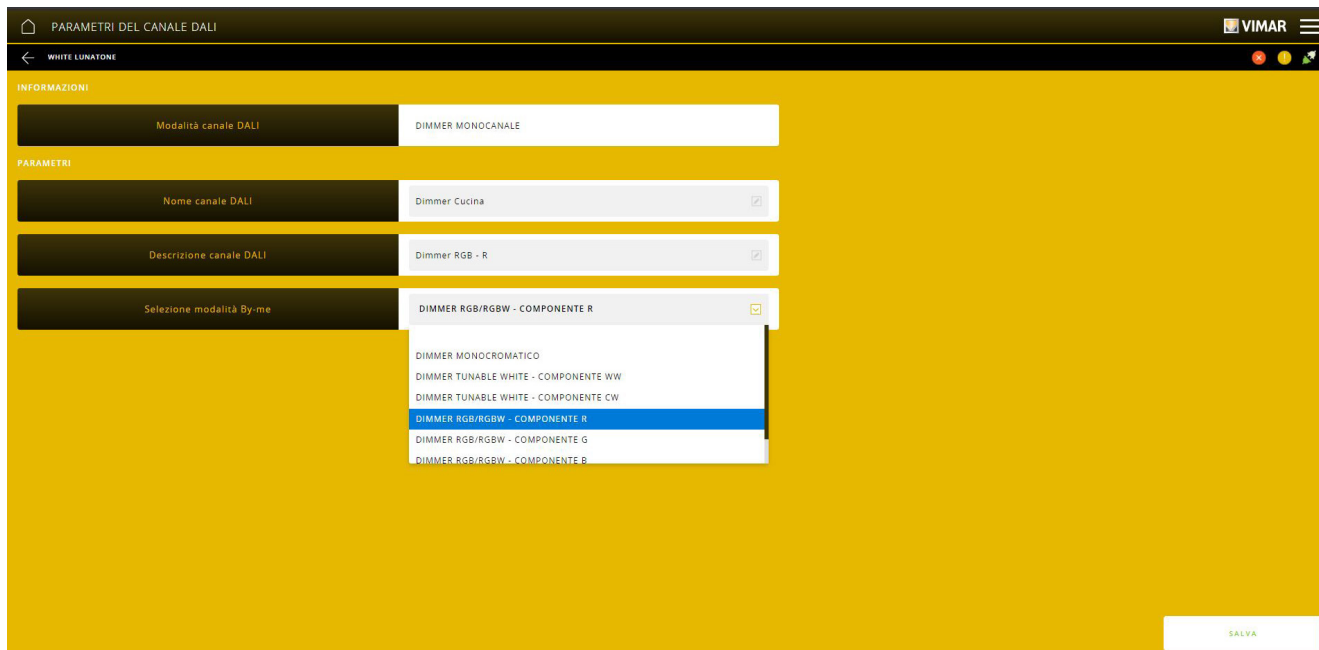 PARAMETRI DEL CANALE DALI
VIMAR
WHITE LUNATONE
INFORMAZIONI
Modalità canale DALI
DIMMER MONOCANALE
PARAMETRI
Nome canale DALI
Dimmer Cucina
Descrizione canale DALI
Dimmer RGB - R
Selezione modalità By-me
DIMMER RGB/RGBW - COMPONENTE R
DIMMER MONOCROMATICO
DIMMER TUNABLE WHITE - COMPONENTE WW
DIMMER TUNABLE WHITE - COMPONENTE CW
DIMMER RGB/RGBW - COMPONENTE R
DIMMER RGB/RGBW - COMPONENTE G
DIMMER RGB/RGBW - COMPONENTE B
SALVA